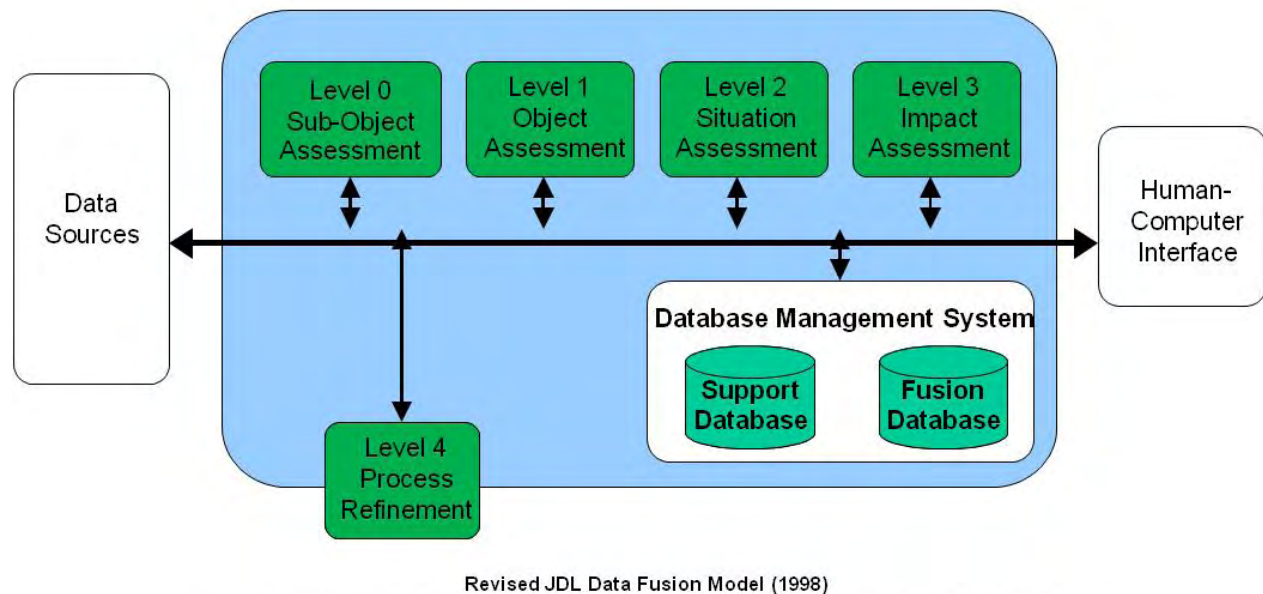 Data
Sources
Level 0
Sub-Object
Assessment
Level 1
Object
Assessment
Level 2
Situation
Assessment
Level 3
Impact
Assessment
Human-
Computer
Interface
Database Management System
Support
Database
Fusion
Database
Level 4
Process
Refinement
Revised JDL Data Fusion Model (1998)